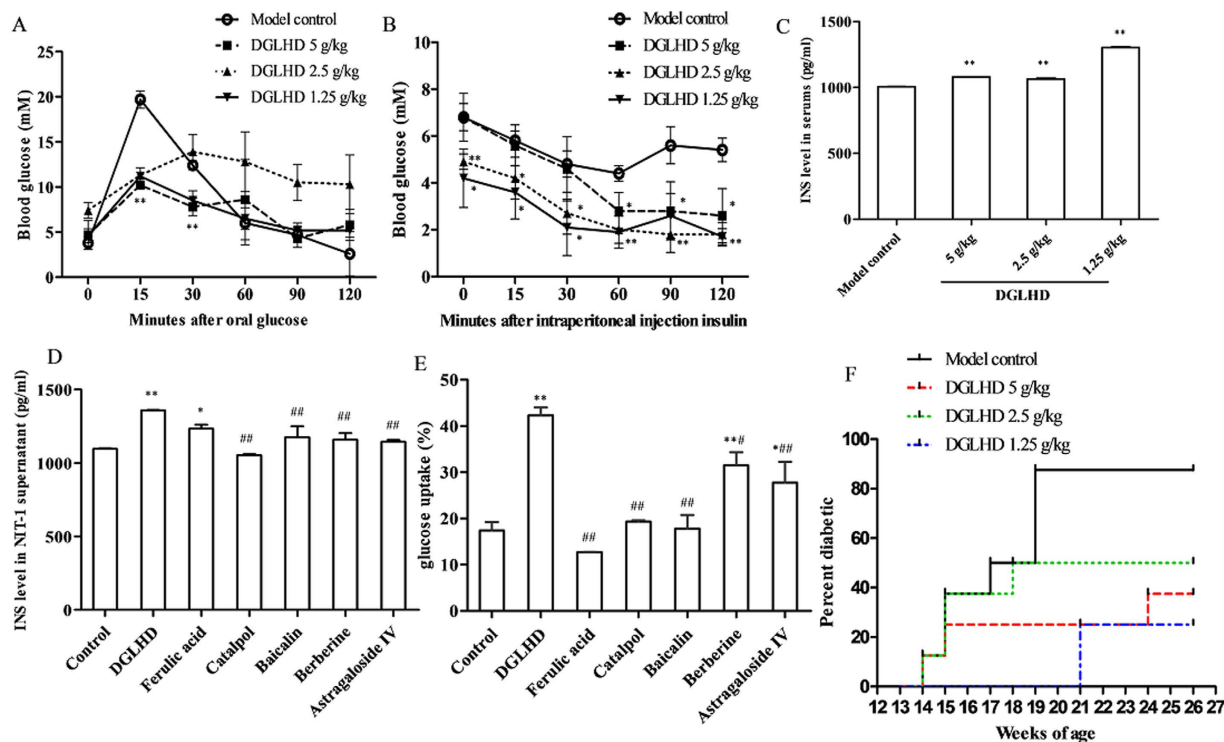 A
Model control
DGLHD 5 g/kg
DGLHD 2.5 g/kg
DGLHD 1.25 g/kg
Blood glucose (mM)
25
20
15
10
5
0
0 15 30 60 90 120
**
**
Minutes after oral glucose
B
Model control
DGLHD 5 g/kg
DGLHD 2.5 g/kg
DGLHD 1.25 g/kg
Blood glucose (mM)
8
6
4
2
0
0 15 30 60 90 120
** * * * * *
* * * ** ** **
Minutes after intraperitoneal injection insulin
C
INS level in serums (pg/ml)
1500
1000
500
0
** ** **
Model control
5 g/kg
2.5 g/kg
1.25 g/kg
DGLHD
D
INS level in NIT-1 supernatant (pg/ml)
1500
1000
500
0
** * ## ## ## ##
Control
DGLHD
Ferulic acid
Catalpol
Baicalin
Berberine
Astragaloside IV
E
glucose uptake (%)
50
40
30
20
10
0
** ## ## ## **# *##
Control
DGLHD
Ferulic acid
Catalpol
Baicalin
Berberine
Astragaloside IV
F
Model control
DGLHD 5 g/kg
DGLHD 2.5 g/kg
DGLHD 1.25 g/kg
Percent diabetic
100
80
60
40
20
0
12 13 14 15 16 17 18 19 20 21 22 23 24 25 26 27
Weeks of age